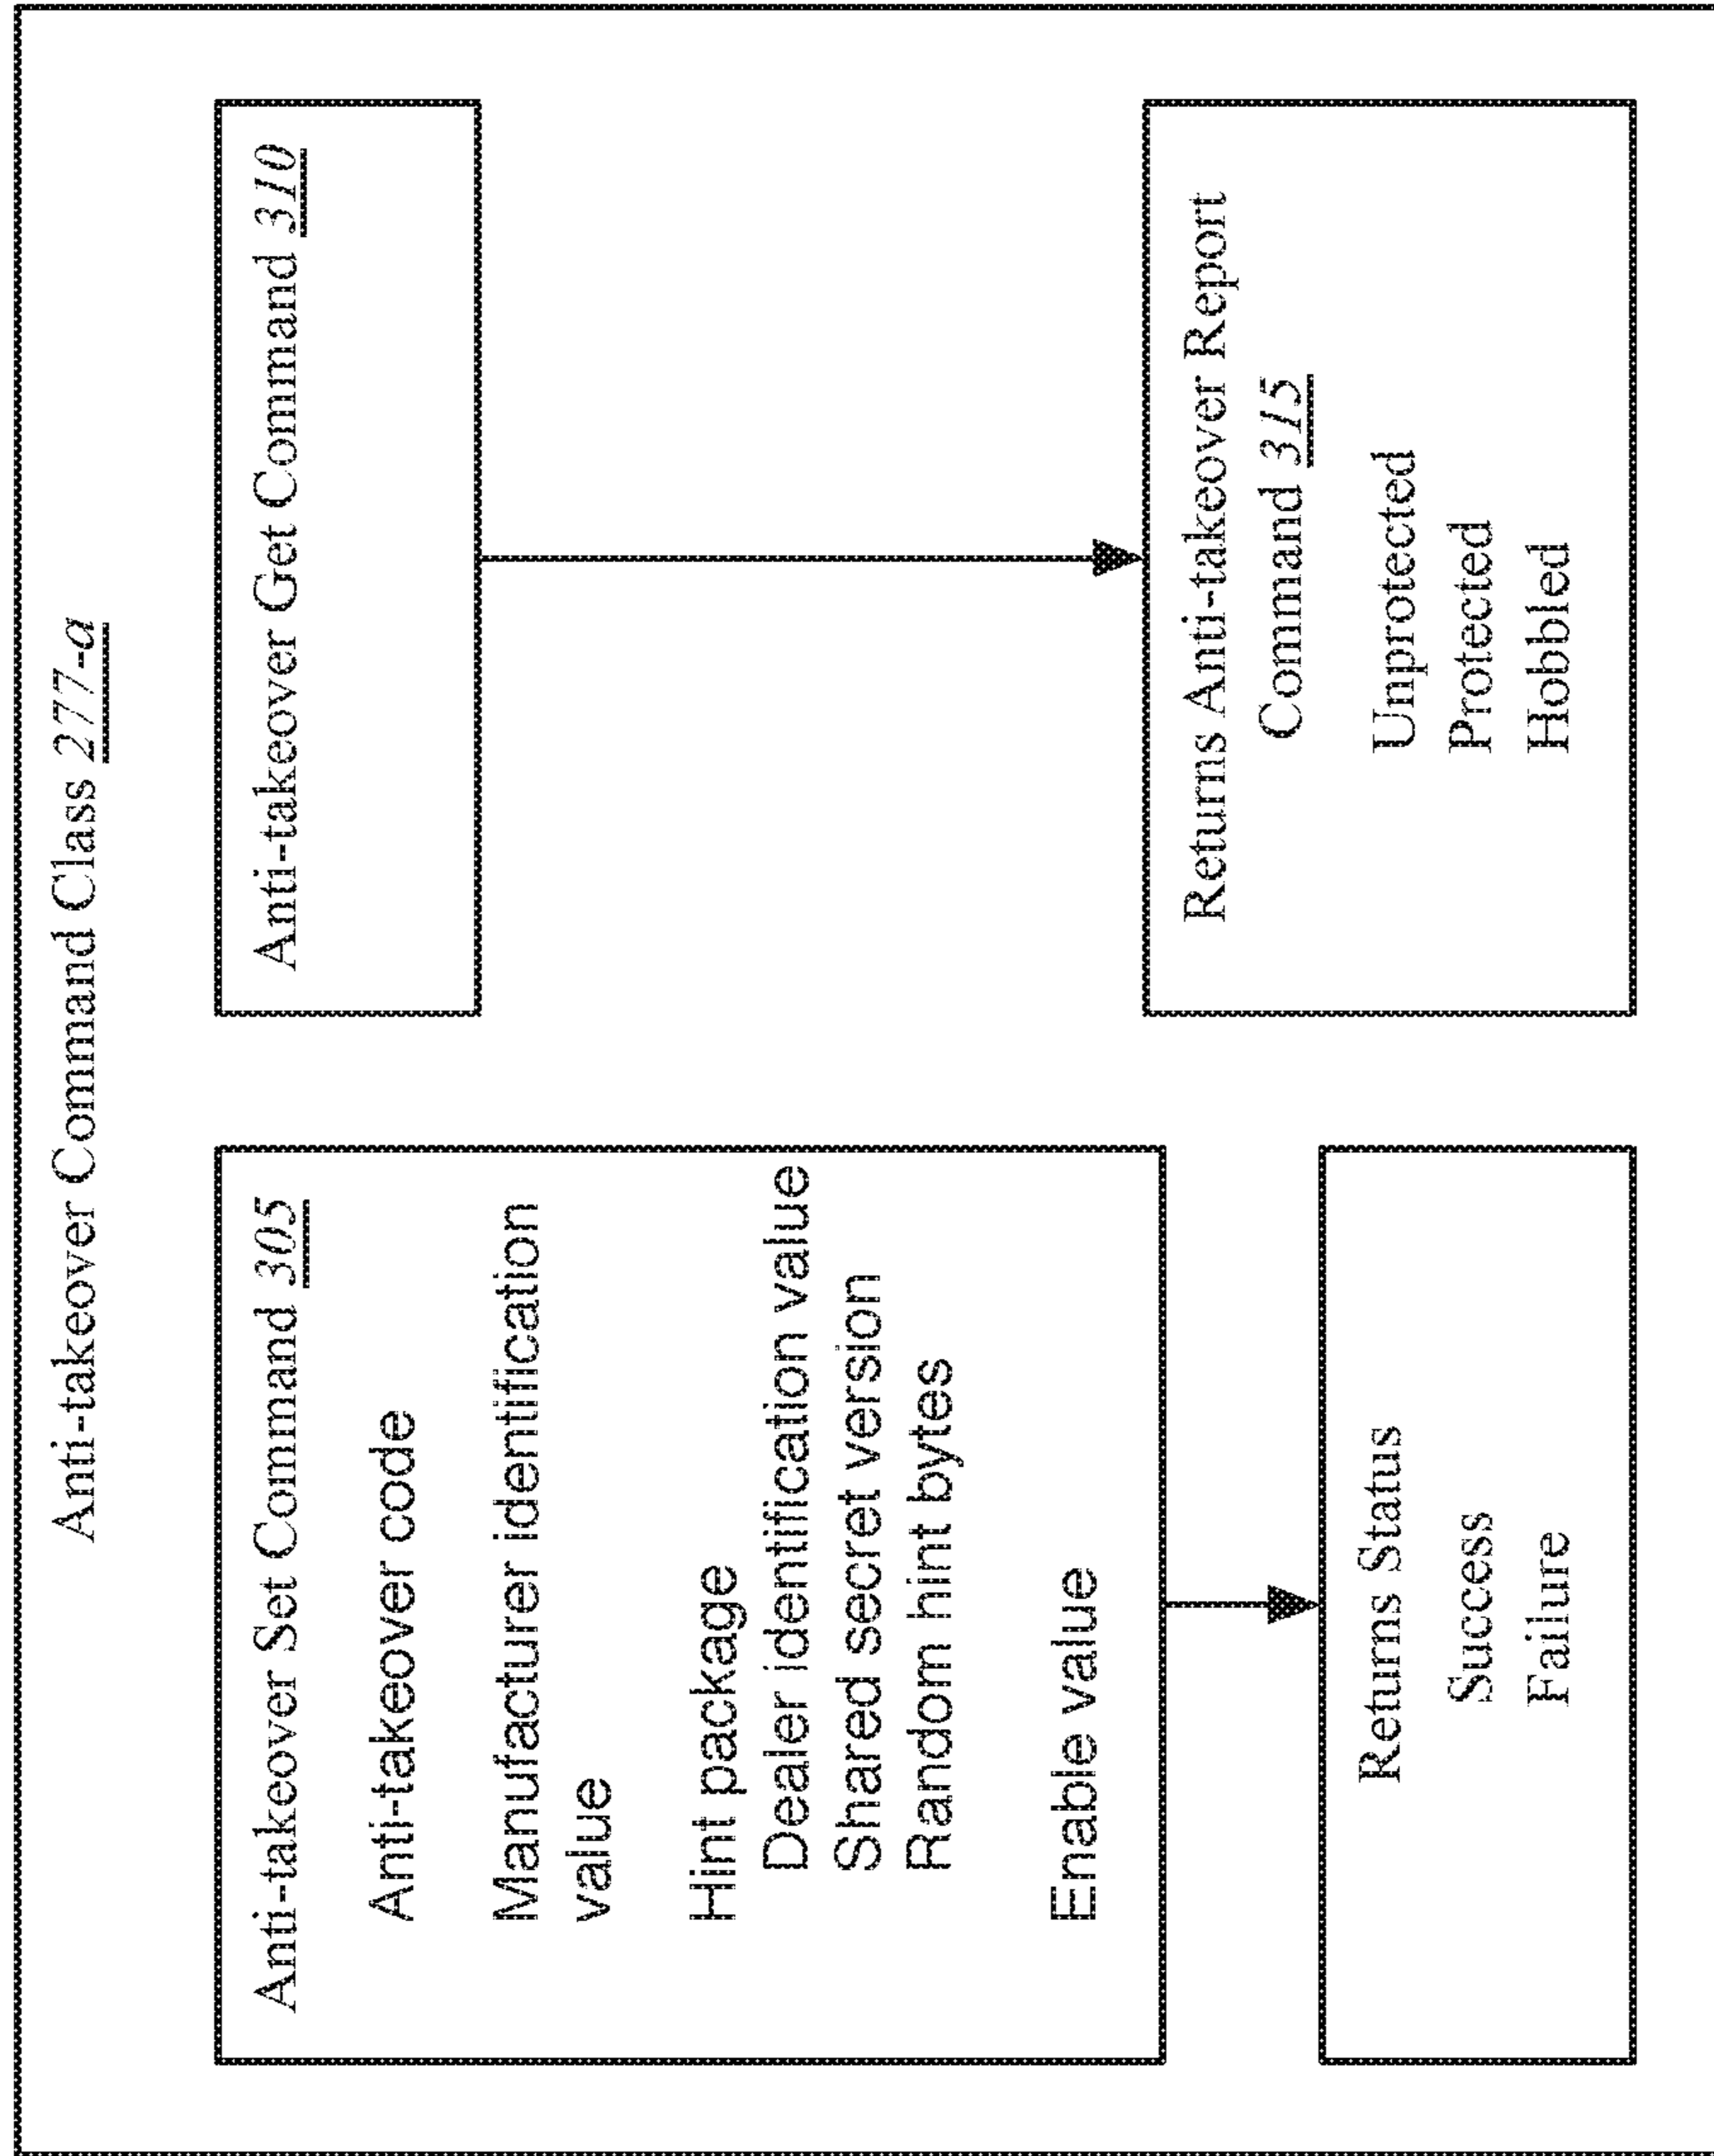 Anti-takeover Command Class 277-a
Anti-takeover Set Command 305
Anti-takeover code
Manufacturer identification
value
Hint package
Dealer identification value
Shared secret version
Random hint bytes
Enable value
Returns Status
Success
Failure
Anti-takeover Get Command 310
Returns Anti-takeover Report
Command 315
Unprotected
Protected
Hobbled